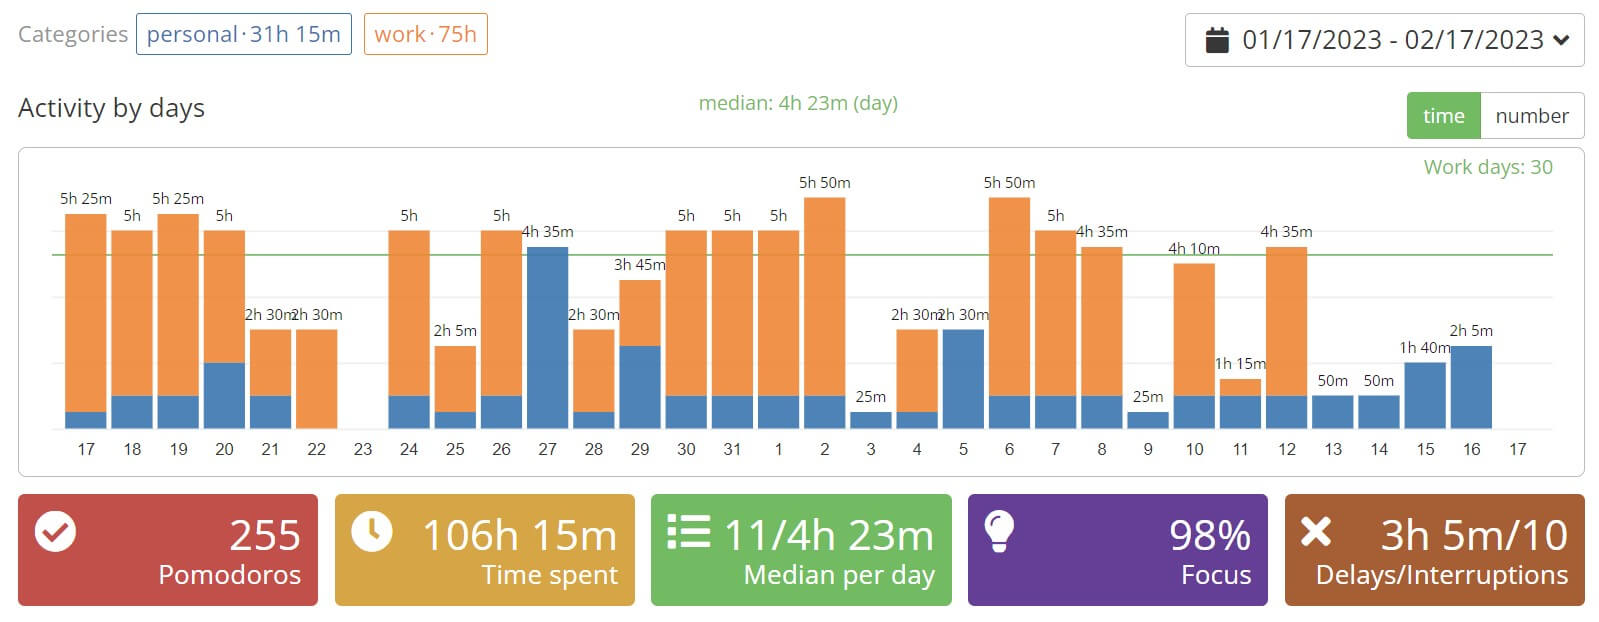 Categories personal · 31h 15m work · 75h
01/17/2023 - 02/17/2023
Activity by days
median: 4h 23m (day)
time number
Work days: 30
5h 25m 5h 5h 25m 5h 2h 30m 2h 30m 5h 2h 5m 5h 4h 35m 2h 30m 3h 45m 5h 5h 5h 5h 50m 25m 2h 30m 2h 30m 5h 50m 5h 4h 35m 25m 4h 10m 1h 15m 4h 35m 50m 50m 1h 40m 2h 5m
17 18 19 20 21 22 23 24 25 26 27 28 29 30 31 1 2 3 4 5 6 7 8 9 10 11 12 13 14 15 16 17
255
Pomodoros
106h 15m
Time spent
11/4h 23m
Median per day
98%
Focus
3h 5m/10
Delays/Interruptions